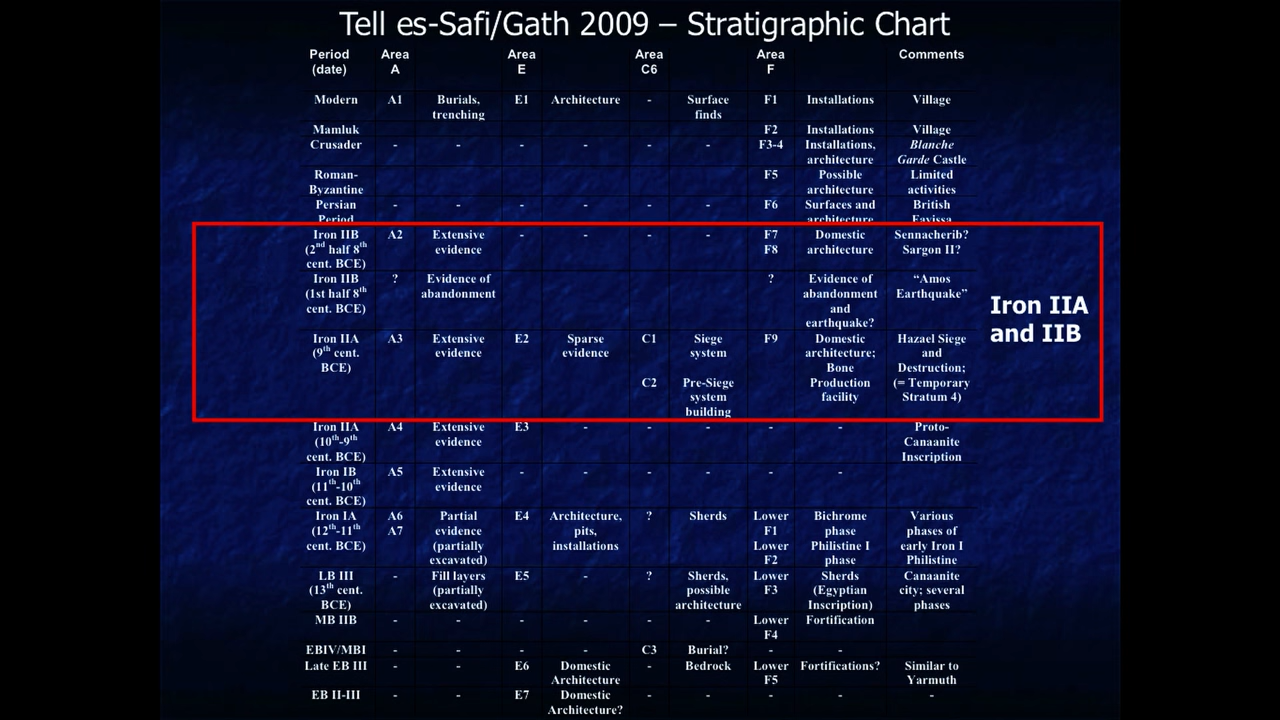 Tell es-Safi/Gath 2009 – Stratigraphic Chart
Period Area Area Area Area Comments
(date) A E C6 F
Modern A1 Burials, E1 Architecture - Surface F1 Installations Village
trenching finds
Mamluk F2 Installations Village
Crusader - - - - - - F3-4 Installations, Blanche
architecture Garde Castle
Roman- F5 Possible Limited
Byzantine architecture activities
Persian - - - - - - F6 Surfaces and British
Period architecture Favissa
Iron IIB A2 Extensive - - - - F7 Domestic Sennacherib?
(2nd half 8th evidence F8 architecture Sargon II?
cent. BCE)
Iron IIB ? Evidence of ? Evidence of “Amos
(1st half 8th abandonment abandonment Earthquake”
cent. BCE) and
earthquake?
Iron IIA
and IIB
Iron IIA A3 Extensive E2 Sparse C1 Siege F9 Domestic Hazael Siege
(9th cent. evidence evidence system architecture; and
BCE) Bone Destruction;
C2 Pre-Siege Production (= Temporary
system facility Stratum 4)
building
Iron IIA A4 Extensive E3 - - - - - Proto-
(10th-9th evidence Canaanite
cent. BCE) Inscription
Iron IB A5 Extensive - - - - - -
(11th-10th evidence
cent. BCE)
Iron IA A6 Partial E4 Architecture, ? Sherds Lower Bichrome Various
(12th-11th A7 evidence pits, F1 phase phases of
cent. BCE) (partially installations Lower Philistine I early Iron I
excavated) F2 phase Philistine
LB III - Fill layers E5 - ? Sherds, Lower Sherds Canaanite
(13th cent. (partially possible F3 (Egyptian city; several
BCE) excavated) architecture Inscription) phases
MB IIB - - - - - - Lower Fortification
F4
EBIV/MBI - - - - C3 Burial? - -
Late EB III - - E6 Domestic - Bedrock Lower Fortifications? Similar to
Architecture F5 Yarmuth
EB II-III - - E7 Domestic - - - - -
Architecture?